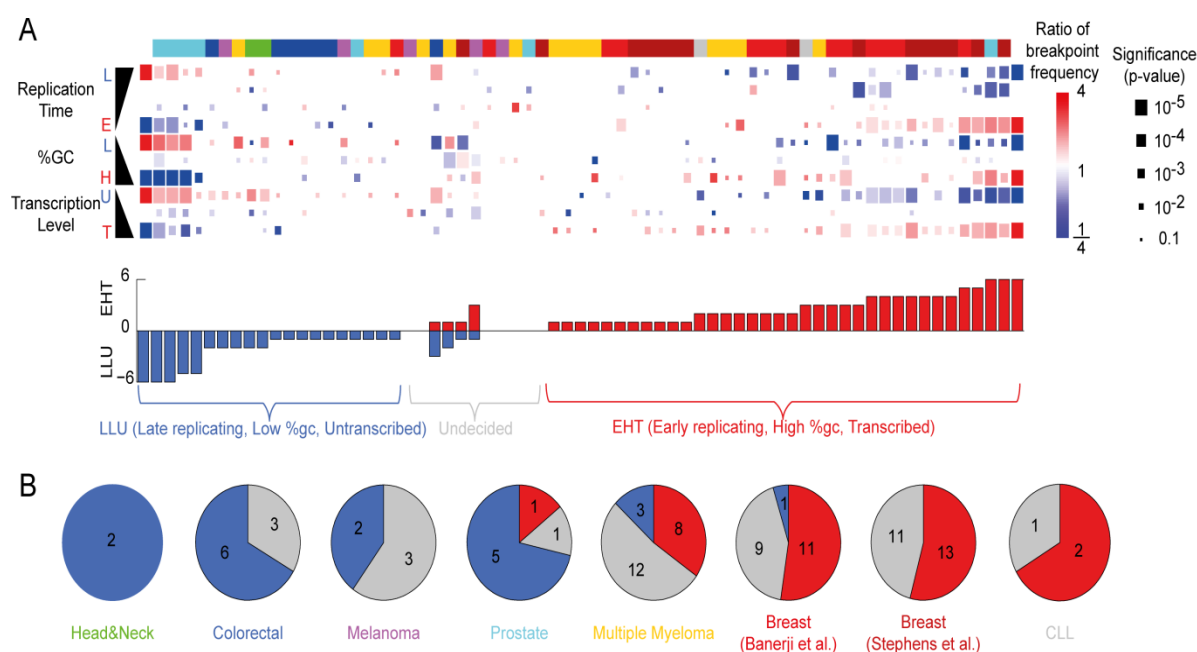 A
Ratio of
breakpoint
frequency
Significance
(p-value)
Replication
Time
L
E
%GC
L
H
Transcription
Level
U
T
4
1
1
4
10-5
10-4
10-3
10-2
0.1
6
0
-6
EHT
LLU
LLU (Late replicating, Low %gc, Untranscribed)
Undecided
EHT (Early replicating, High %gc, Transcribed)
B
2
6
3
2
3
5
1
1
3
8
12
1
9
11
11
13
1
2
Head&Neck
Colorectal
Melanoma
Prostate
Multiple Myeloma
Breast
(Banerji et al.)
Breast
(Stephens et al.)
CLL